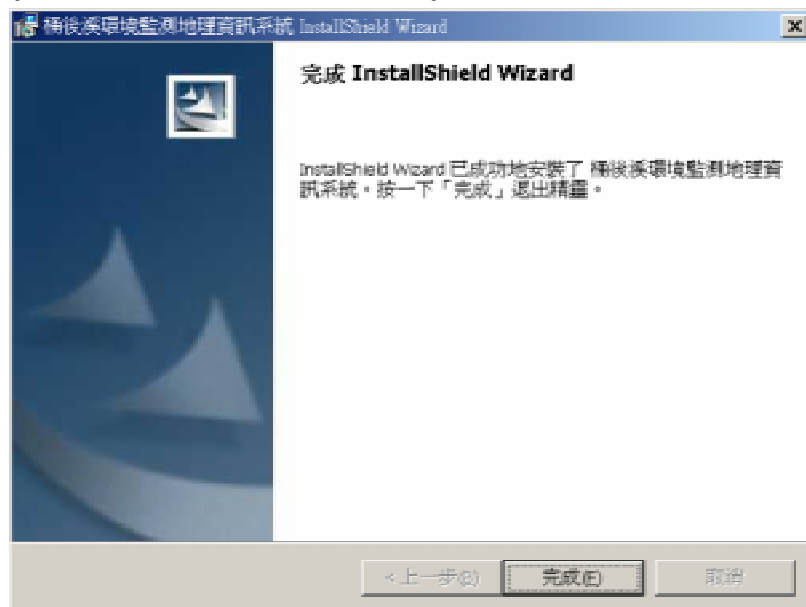 桶後溪環境監測地理資訊系統 InstallShield Wizard
完成 InstallShield Wizard
InstallShield Wizard 已成功地安裝了 桶後溪環境監測地理資
訊系統。按一下「完成」退出精靈。
<上一步(B)
完成(F)
取消